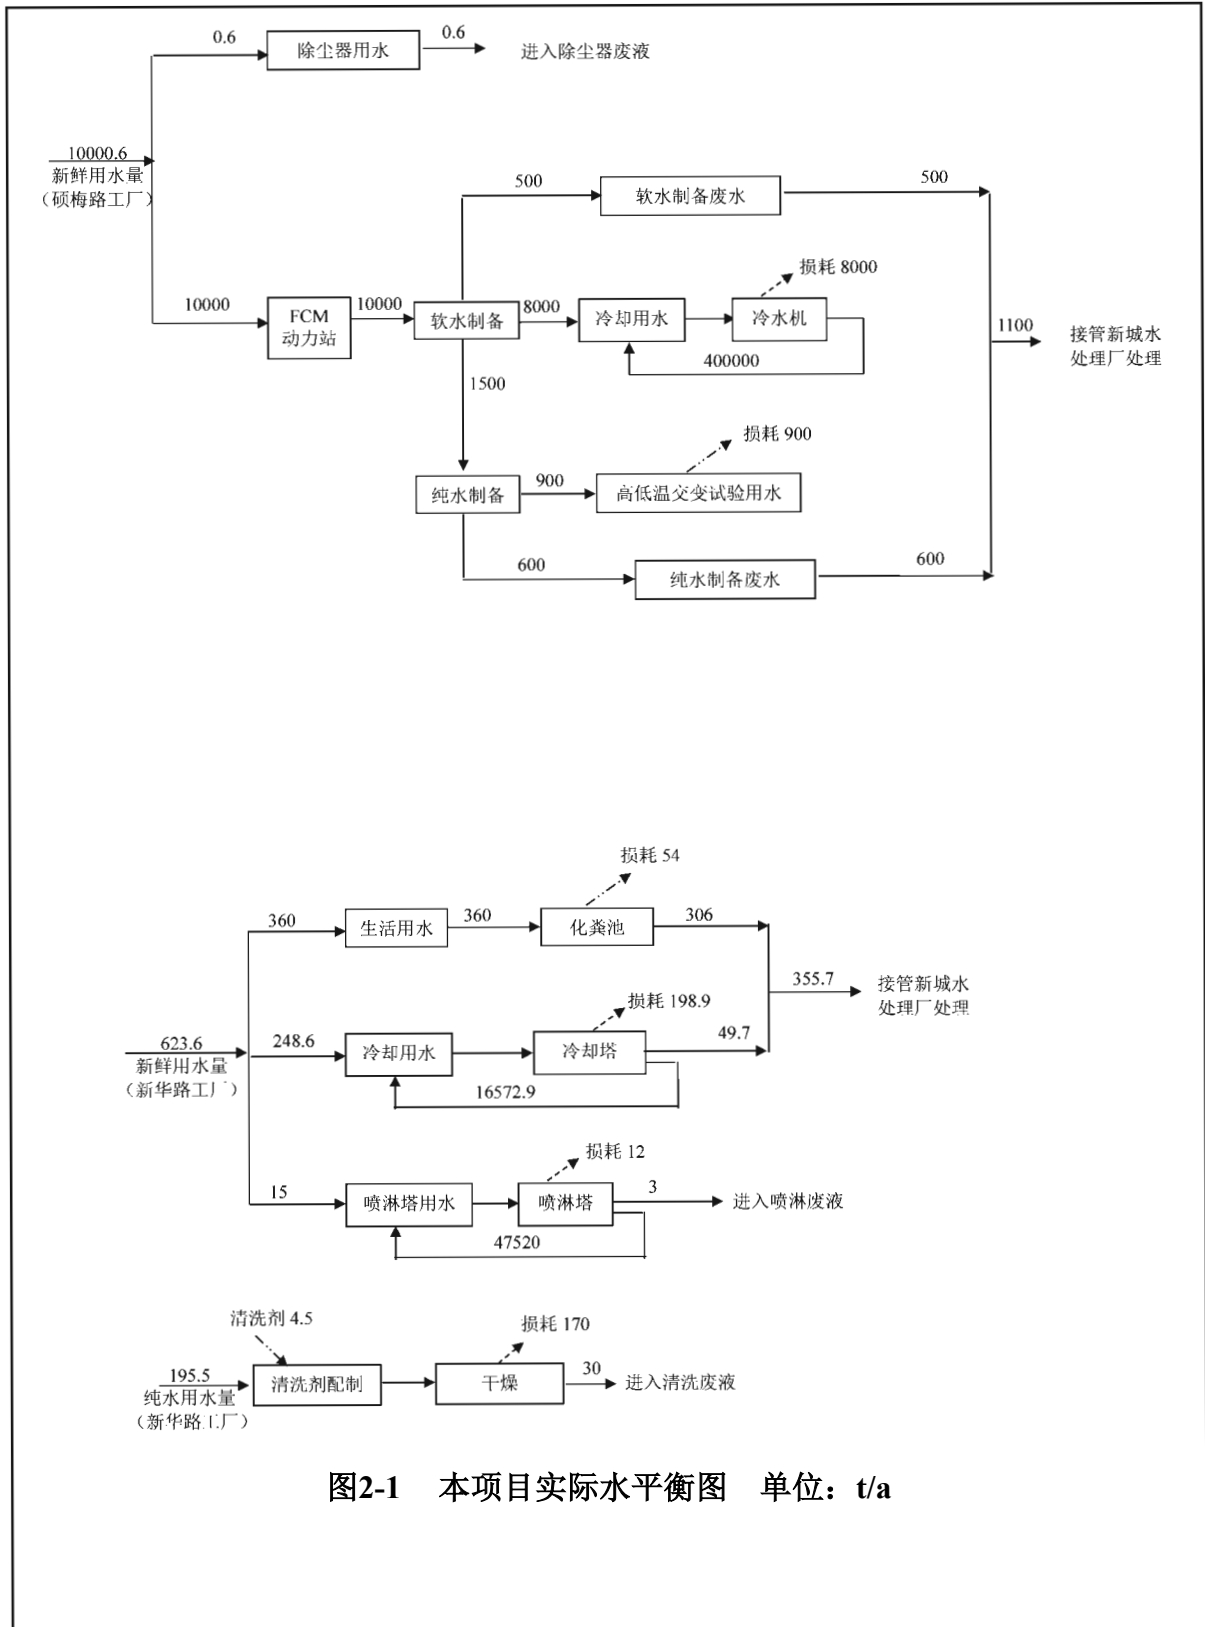 0.6
除尘器用水
0.6
进入除尘器废液
10000.6
新鲜用水量
（硕梅路工厂）
500
软水制备废水
500
损耗 8000
10000
FCM
动力站
10000
软水制备
8000
冷却用水
冷水机
400000
1100
接管新城水
处理厂处理
1500
损耗 900
纯水制备
900
高低温交变试验用水
600
纯水制备废水
600
损耗 54
360
生活用水
360
化粪池
306
355.7
接管新城水
处理厂处理
损耗 198.9
623.6
新鲜用水量
（新华路工厂）
248.6
冷却用水
冷却塔
49.7
16572.9
损耗 12
15
喷淋塔用水
喷淋塔
3
进入喷淋废液
47520
清洗剂 4.5
损耗 170
195.5
纯水用水量
（新华路工厂）
清洗剂配制
干燥
30
进入清洗废液
图2-1 本项目实际水平衡图 单位：t/a